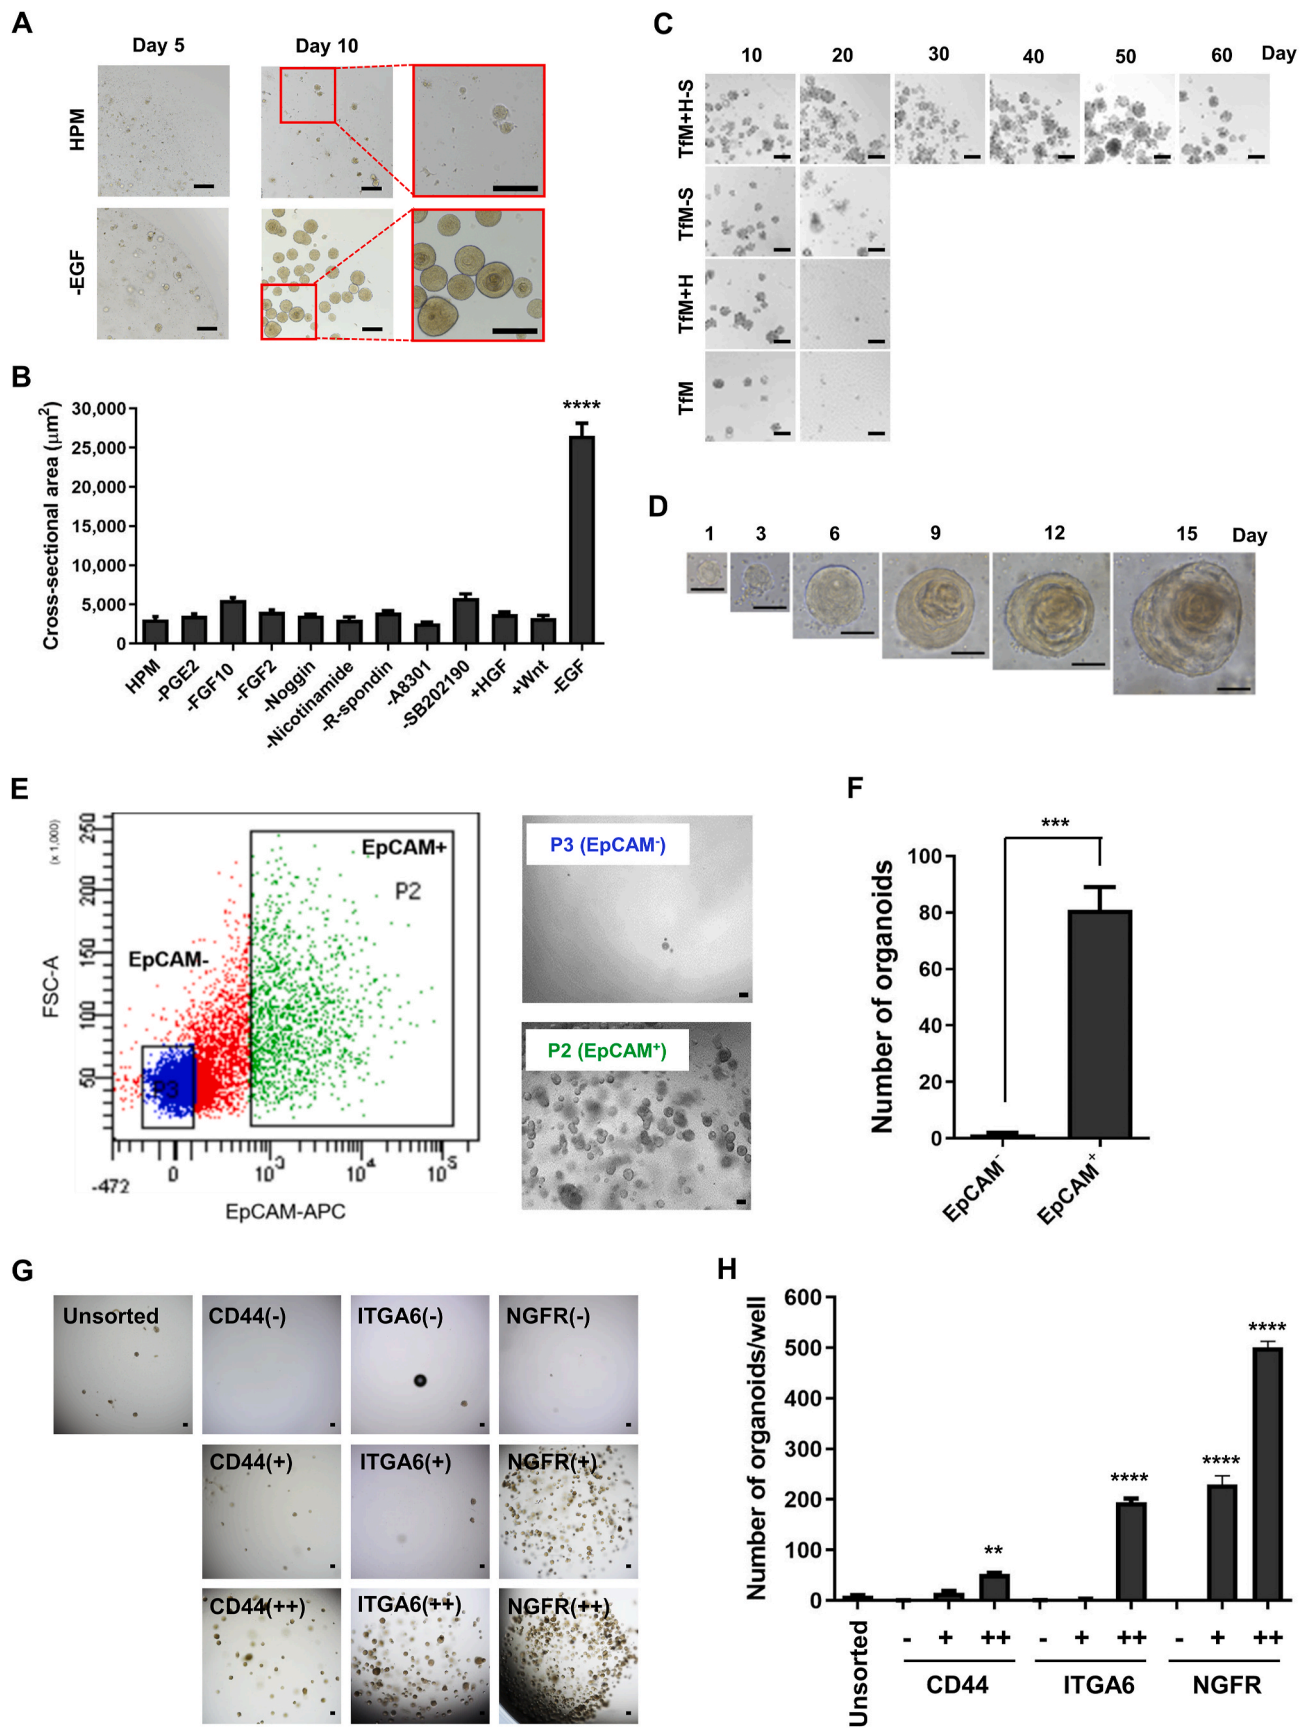 A
Day 5
Day 10
HPM
-EGF
B
Cross-sectional area (μm²)
30,000
25,000
20,000
15,000
10,000
5,000
0
****
HPM
-PGE2
-FGF10
-FGF2
-Noggin
-Nicotinamide
-R-spondin
-A8301
-SB202190
+HGF
+Wnt
-EGF
C
10 20 30 40 50 60 Day
TfM+H-S
TfM-S
TfM+H
TfM
D
1 3 6 9 12 15 Day
E
(x 1,000)
FSC-A
250
200
150
100
50
EpCAM+
P2
EpCAM-
P3
-472 0 10³ 10⁴ 10⁵
EpCAM-APC
P3 (EpCAM⁻)
P2 (EpCAM⁺)
F
***
Number of organoids
100
80
60
40
20
0
EpCAM⁻
EpCAM⁺
G
Unsorted CD44(-) ITGA6(-) NGFR(-)
CD44(+) ITGA6(+) NGFR(+)
CD44(++) ITGA6(++) NGFR(++)
H
Number of organoids/well
600
500
400
300
200
100
0
**
****
****
****
Unsorted
- + ++ - + ++ - + ++
CD44 ITGA6 NGFR